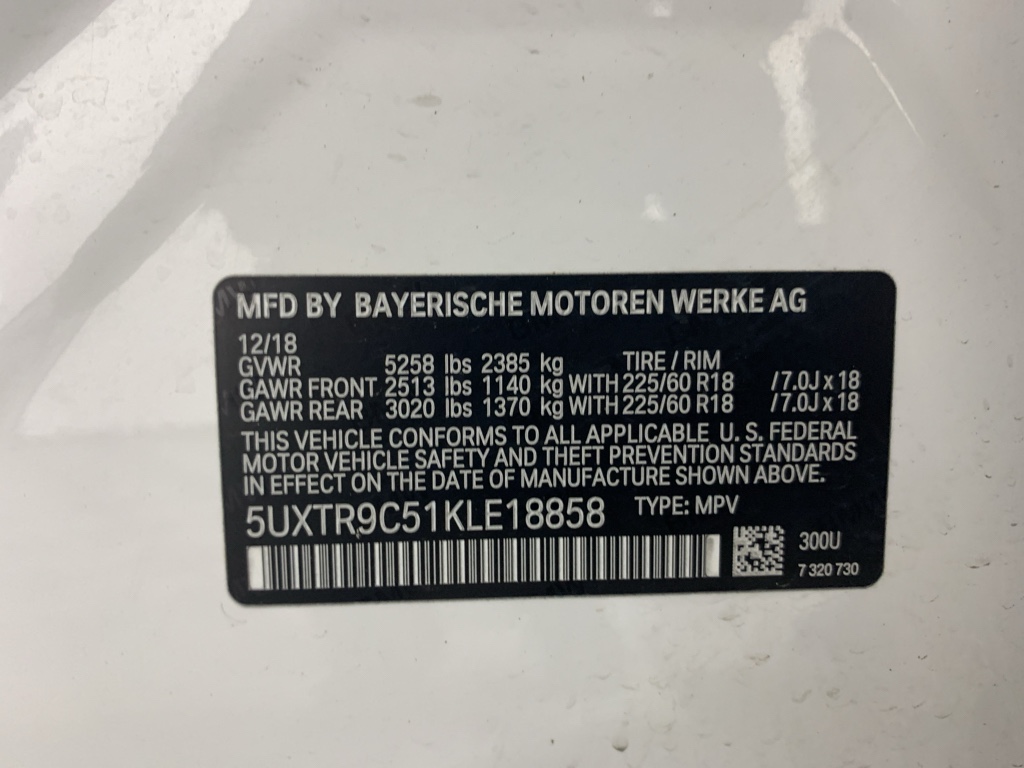 MFD BY BAYERISCHE MOTOREN WERKE AG
12/18
GVWR 5258 lbs 2385 kg TIRE / RIM
GAWR FRONT 2513 lbs 1140 kg WITH 225/60 R18 /7.0J x 18
GAWR REAR 3020 lbs 1370 kg WITH 225/60 R18 /7.0J x 18
THIS VEHICLE CONFORMS TO ALL APPLICABLE U. S. FEDERAL
MOTOR VEHICLE SAFETY AND THEFT PREVENTION STANDARDS
IN EFFECT ON THE DATE OF MANUFACTURE SHOWN ABOVE.
5UXTR9C51KLE18858 TYPE: MPV
300U
7 320 730